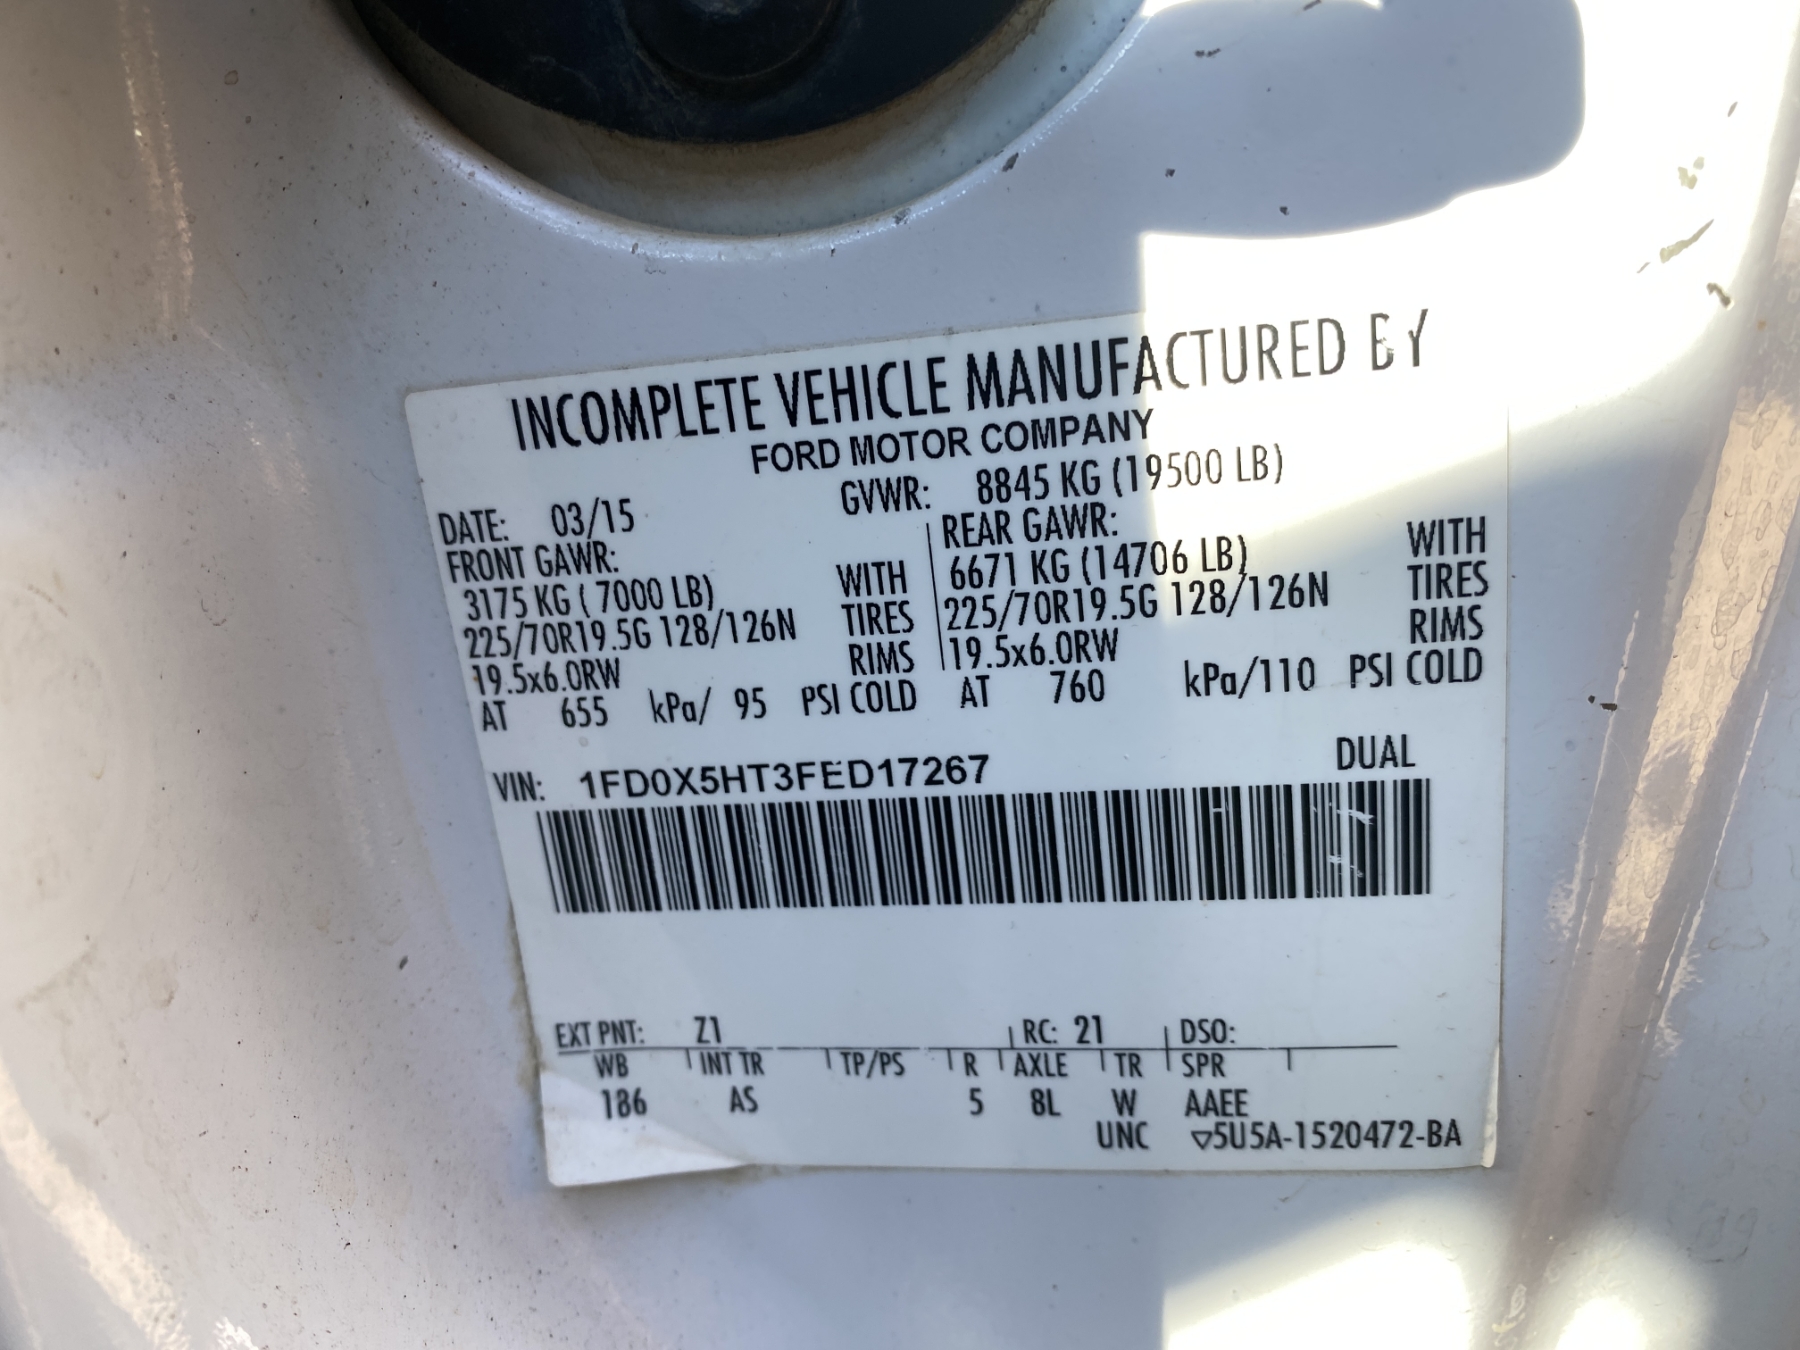 INCOMPLETE VEHICLE MANUFACTURED BY
FORD MOTOR COMPANY
DATE: 03/15 GVWR: 8845 KG (19500 LB)
FRONT GAWR: REAR GAWR:
3175 KG ( 7000 LB) WITH 6671 KG (14706 LB) WITH
225/70R19.5G 128/126N TIRES 225/70R19.5G 128/126N TIRES
19.5x6.0RW RIMS 19.5x6.0RW RIMS
AT 655 kPa/ 95 PSI COLD AT 760 kPa/110 PSI COLD
VIN: 1FD0X5HT3FED17267 DUAL
EXT PNT: Z1 RC: 21 DSO:
WB INT TR TP/PS R AXLE TR SPR
186 AS 5 8L W AAEE
UNC ▽5U5A-1520472-BA